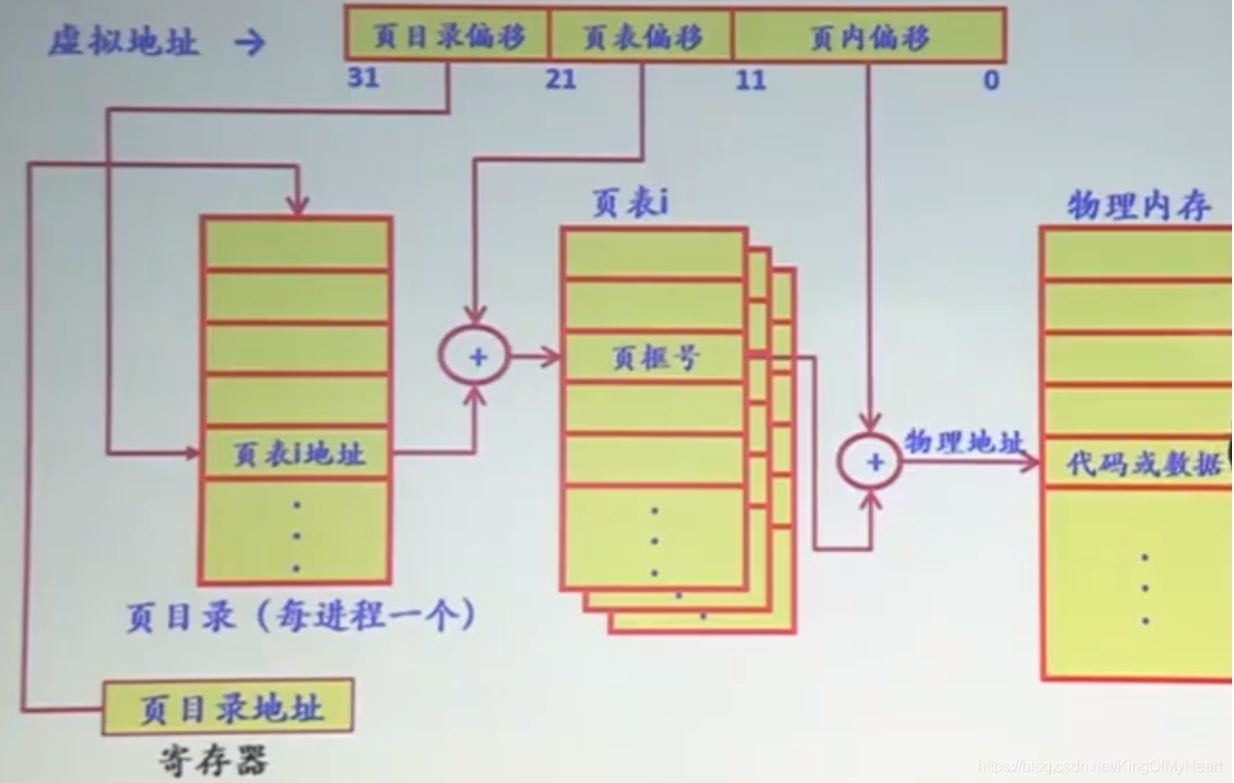 虚拟地址 →
页目录偏移 页表偏移 页内偏移
31 21 11 0
页表i
物理内存
+
页框号
页表i地址
+
物理地址
代码或数据
页目录（每进程一个）
页目录地址
寄存器
https://blog.csdn.net/KingOfMyHeart